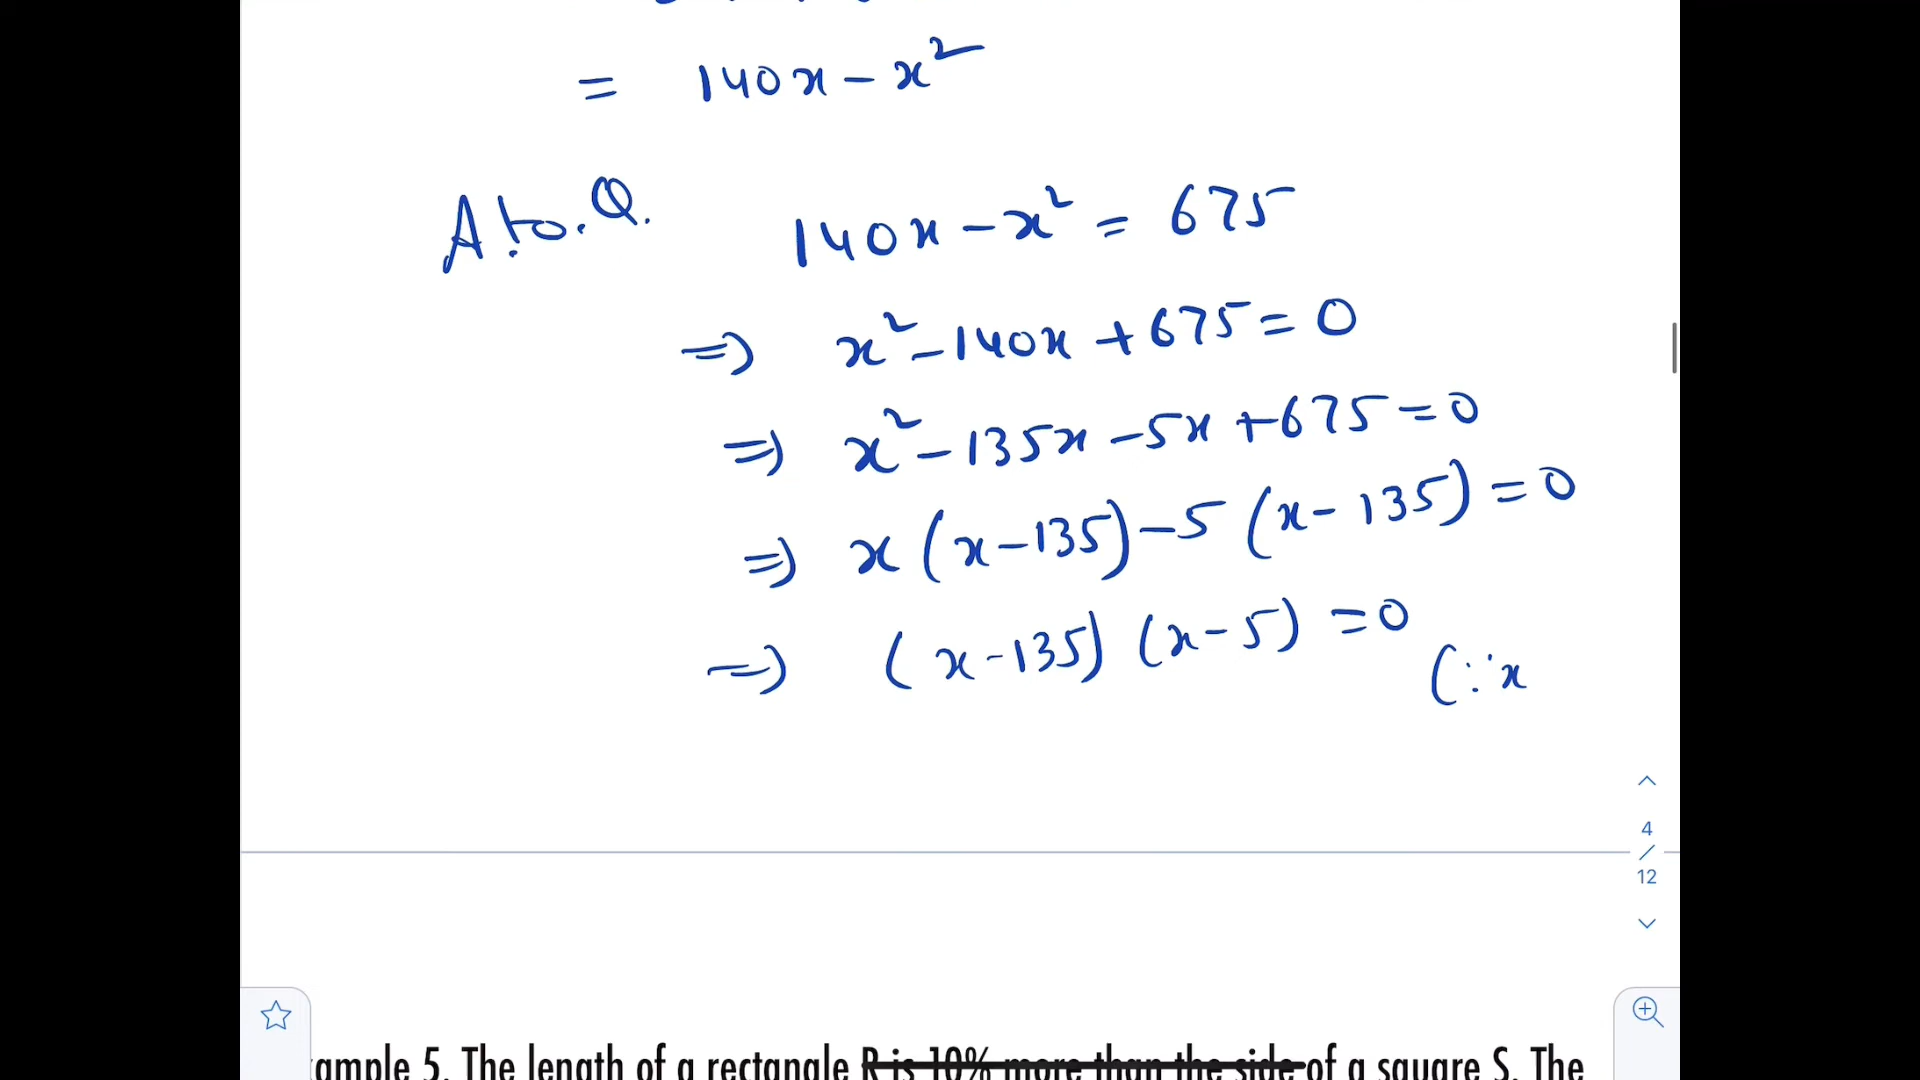 = 140x - x²
A.to.Q. 140x - x² = 675
=> x² - 140x + 675 = 0
=> x² - 135x - 5x + 675 = 0
=> x (x - 135) - 5 (x - 135) = 0
=> (x - 135) (x - 5) = 0
(∵ x
4
/
12
ample 5. The length of a rectangle R is 10% more than the side of a square S. The